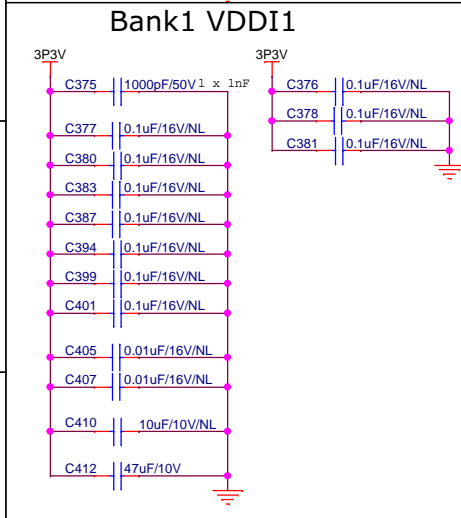 Bank1 VDDI1
3P3V
C375 1000pF/50V 1 x 1nF
C377 0.1uF/16V/NL
C380 0.1uF/16V/NL
C383 0.1uF/16V/NL
C387 0.1uF/16V/NL
C394 0.1uF/16V/NL
C399 0.1uF/16V/NL
C401 0.1uF/16V/NL
C405 0.01uF/16V/NL
C407 0.01uF/16V/NL
C410 10uF/10V/NL
C412 47uF/10V
3P3V
C376 0.1uF/16V/NL
C378 0.1uF/16V/NL
C381 0.1uF/16V/NL